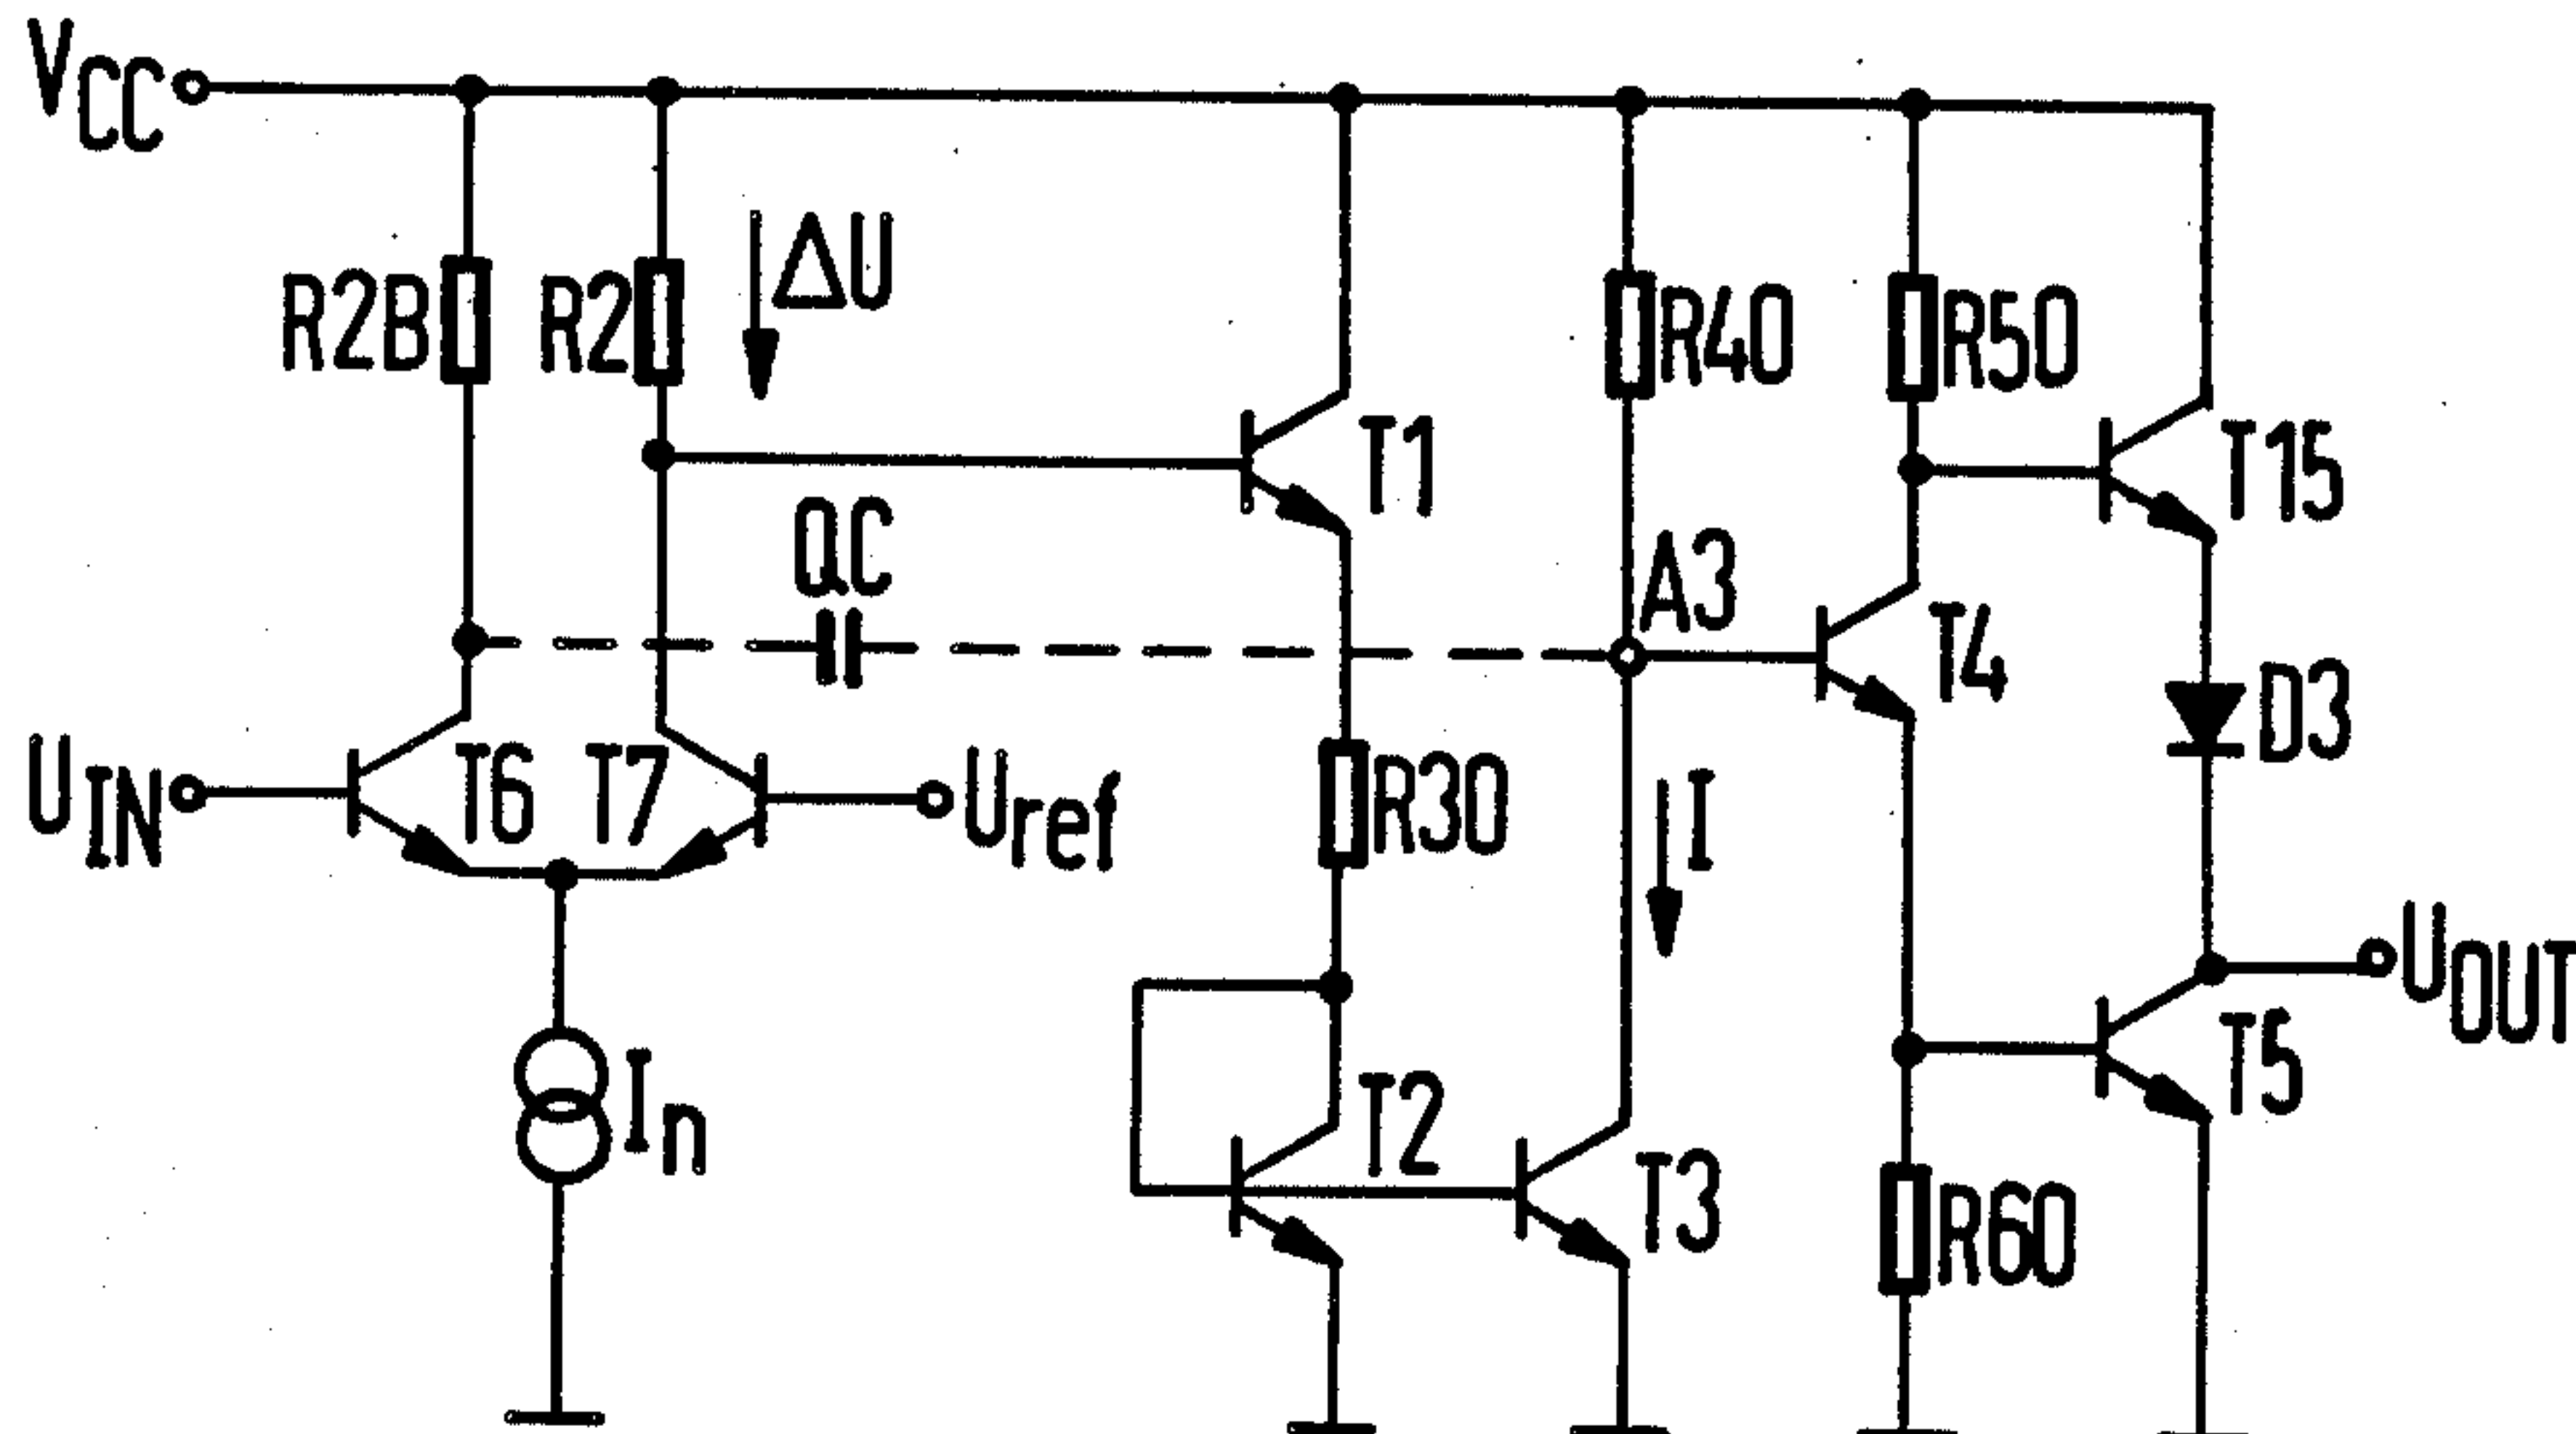 VCC
R2B
R2
ΔU
R40
R50
T1
T15
QC
A3
T4
D3
UIN
T6
T7
Uref
R30
I
UOUT
In
T2
T3
T5
R60